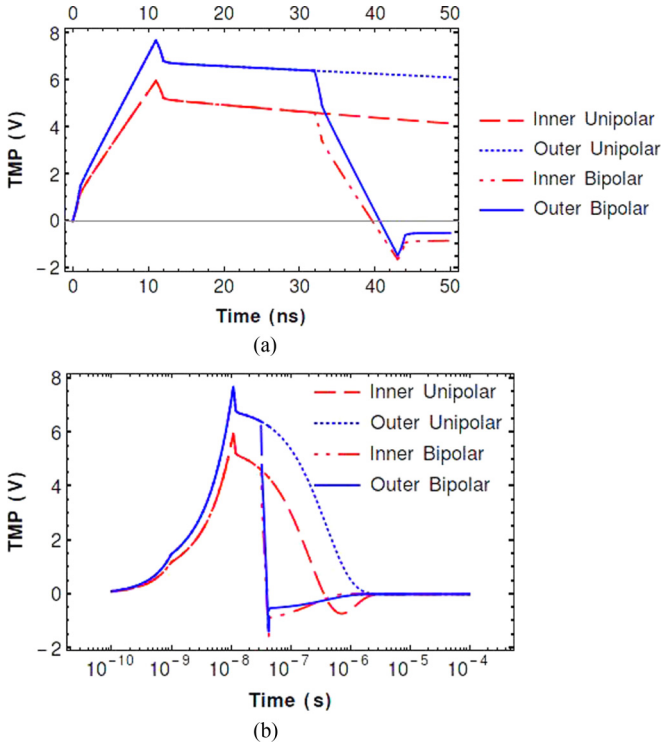 0 10 20 30 40 50
8
6
4
2
0
−2
TMP (V)
0 10 20 30 40 50
Time (ns)
Inner Unipolar
Outer Unipolar
Inner Bipolar
Outer Bipolar
(a)
8
6
4
2
0
−2
TMP (V)
Inner Unipolar
Outer Unipolar
Inner Bipolar
Outer Bipolar
10⁻¹⁰ 10⁻⁹ 10⁻⁸ 10⁻⁷ 10⁻⁶ 10⁻⁵ 10⁻⁴
Time (s)
(b)